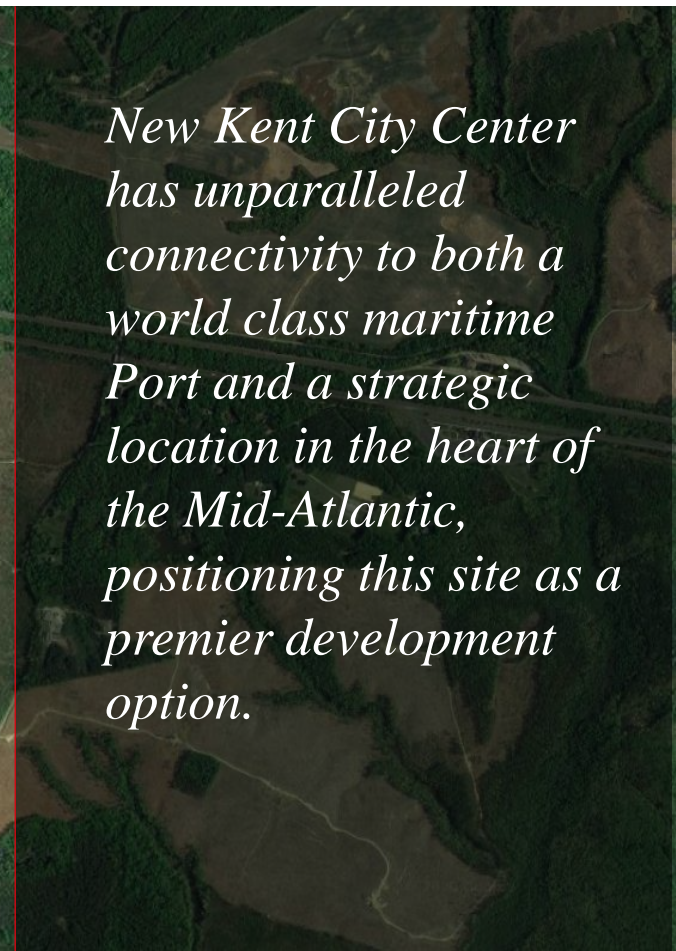 New Kent City Center
has unparalleled
connectivity to both a
world class maritime
Port and a strategic
location in the heart of
the Mid-Atlantic,
positioning this site as a
premier development
option.